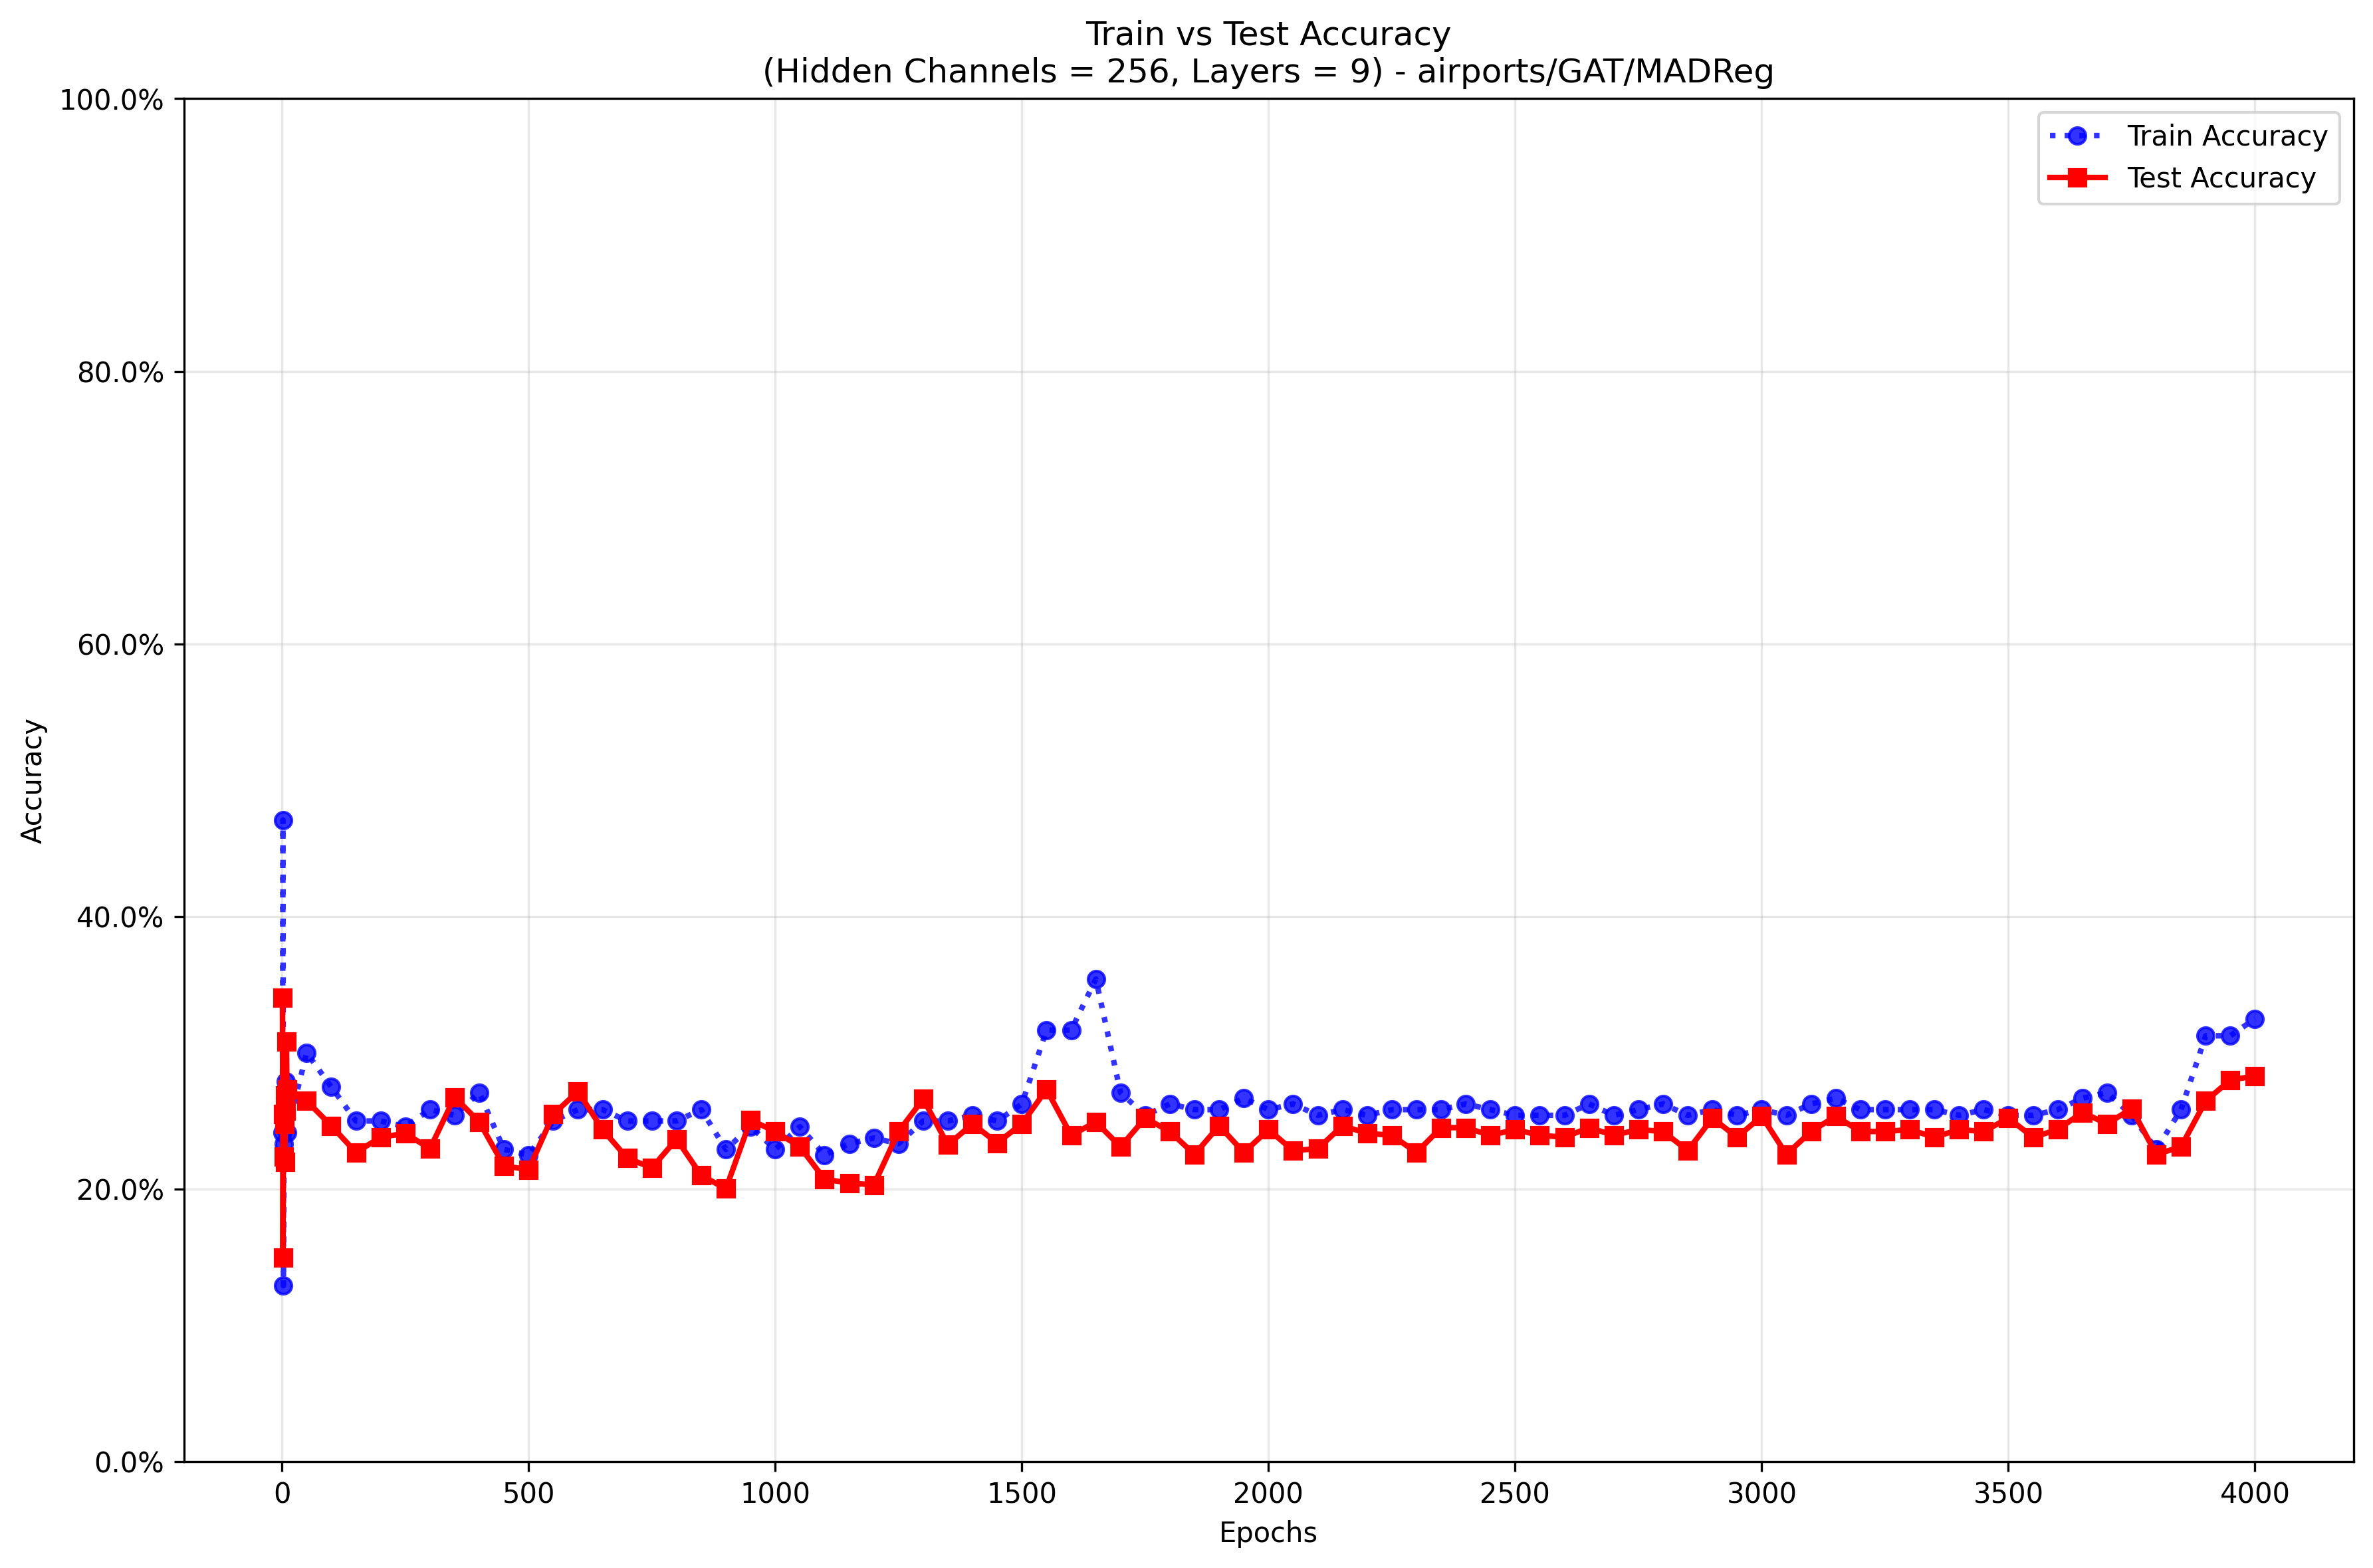 Train vs Test Accuracy
(Hidden Channels = 256, Layers = 9) - airports/GAT/MADReg
100.0%
80.0%
60.0%
40.0%
20.0%
0.0%
Accuracy
Train Accuracy
Test Accuracy
0
500
1000
1500
2000
2500
3000
3500
4000
Epochs